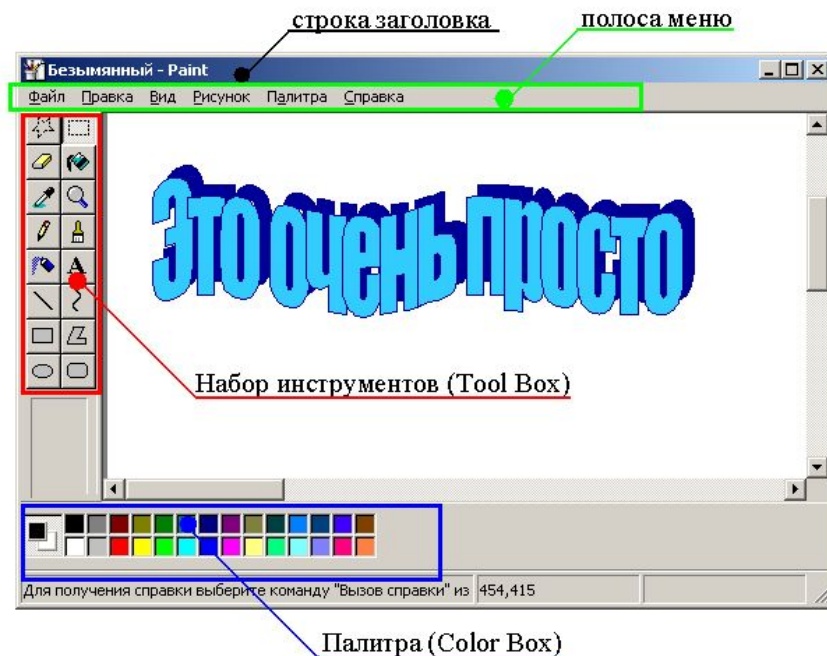 строка заголовка
полоса меню
Безымянный - Paint
Файл Правка Вид Рисунок Палитра Справка
Это очень просто
A
Набор инструментов (Tool Box)
Для получения справки выберите команду "Вызов справки" из 454,415
Палитра (Color Box)